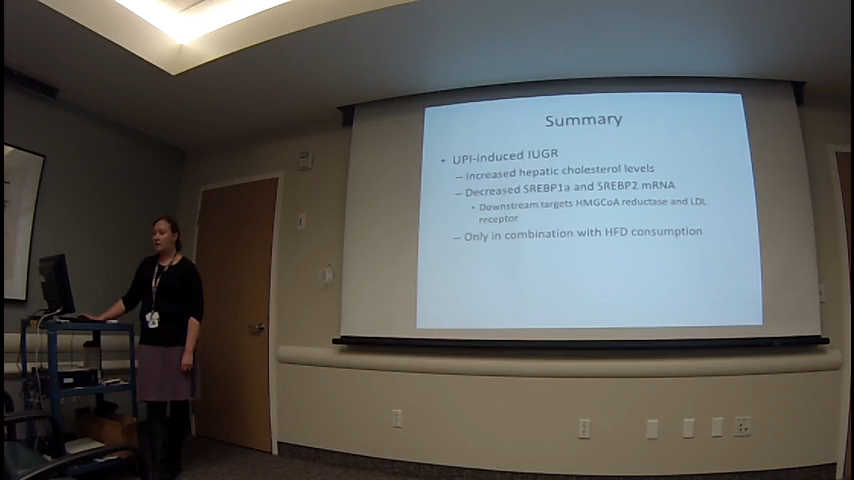 Summary
• UPI-induced IUGR
– Increased hepatic cholesterol levels
– Decreased SREBP1a and SREBP2 mRNA
• Downstream targets HMGCoA reductase and LDL
receptor
– Only in combination with HFD consumption